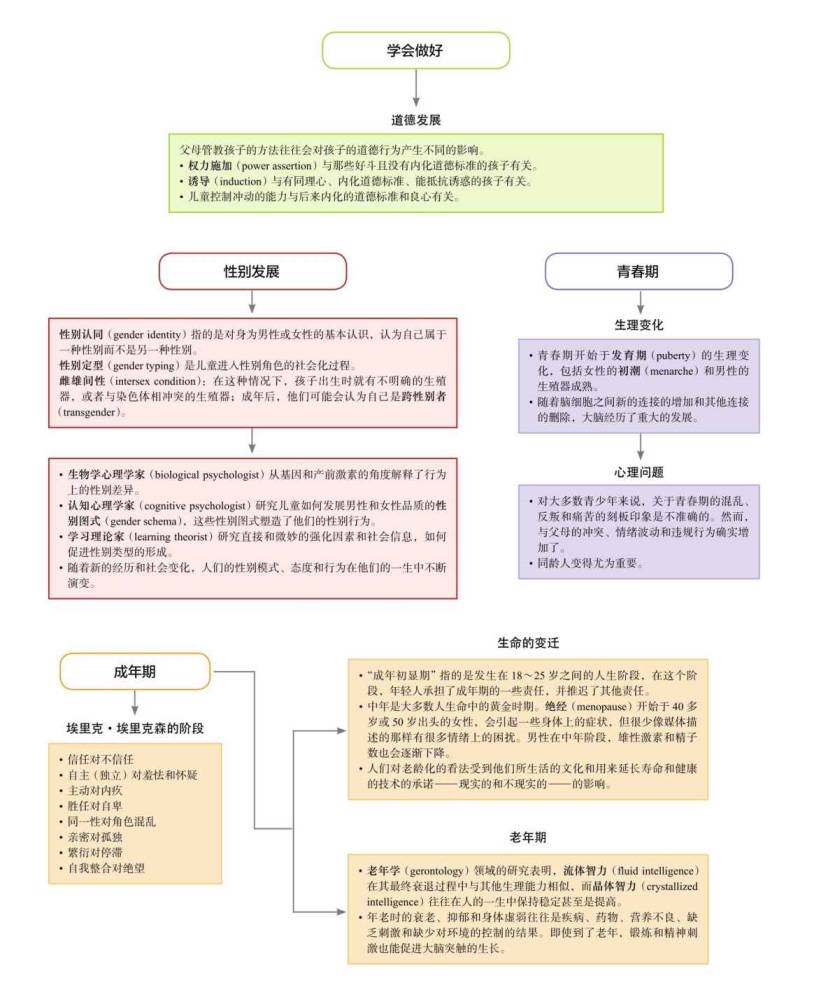 学会做好
道德发展
父母管教孩子的方法往往会对孩子的道德行为产生不同的影响。
• 权力施加（power assertion）与那些好斗且没有内化道德标准的孩子有关。
• 诱导（induction）与有同理心、内化道德标准、能抵抗诱惑的孩子有关。
• 儿童控制冲动的能力与后来内化的道德标准和良心有关。
性别发展
性别认同（gender identity）指的是对身为男性或女性的基本认识，认为自己属于
一种性别而不是另一种性别。
性别定型（gender typing）是儿童进入性别角色的社会化过程。
雌雄间性（intersex condition）：在这种情况下，孩子出生时就有不明确的生殖
器，或者与染色体相冲突的生殖器；成年后，他们可能会认为自己是跨性别者
（transgender）。
• 生物学心理学家（biological psychologist）从基因和产前激素的角度解释了行为
上的性别差异。
• 认知心理学家（cognitive psychologist）研究儿童如何发展男性和女性品质的性
别图式（gender schema），这些性别图式塑造了他们的性别行为。
• 学习理论家（learning theorist）研究直接和微妙的强化因素和社会信息，如何
促进性别类型的形成。
• 随着新的经历和社会变化，人们的性别模式、态度和行为在他们的一生中不断
演变。
青春期
生理变化
• 青春期开始于发育期（puberty）的生理变
化，包括女性的初潮（menarche）和男性的
生殖器成熟。
• 随着脑细胞之间新的连接的增加和其他连接
的删除，大脑经历了重大的发展。
心理问题
• 对大多数青少年来说，关于青春期的混乱、
反叛和痛苦的刻板印象是不准确的。然而，
与父母的冲突、情绪波动和违规行为确实增
加了。
• 同龄人变得尤为重要。
成年期
埃里克·埃里克森的阶段
• 信任对不信任
• 自主（独立）对羞怯和怀疑
• 主动对内疚
• 胜任对自卑
• 同一性对角色混乱
• 亲密对孤独
• 繁衍对停滞
• 自我整合对绝望
生命的变迁
• “成年初显期”指的是发生在 18～25 岁之间的人生阶段，在这个阶
段，年轻人承担了成年期的一些责任，并推迟了其他责任。
• 中年是大多数人生命中的黄金时期。绝经（menopause）开始于 40 多
岁或 50 岁出头的女性，会引起一些身体上的症状，但很少像媒体描
述的那样有很多情绪上的困扰。男性在中年阶段，雄性激素和精子
数也会逐渐下降。
• 人们对老龄化的看法受到他们所生活的文化和用来延长寿命和健康
的技术的承诺——现实的和不现实的——的影响。
老年期
• 老年学（gerontology）领域的研究表明，流体智力（fluid intelligence）
在其最终衰退过程中与其他生理能力相似，而晶体智力（crystallized
intelligence）往往在人的一生中保持稳定甚至是提高。
• 年老时的衰老、抑郁和身体虚弱往往是疾病、药物、营养不良、缺
乏刺激和缺少对环境的控制的结果。即使到了老年，锻炼和精神刺
激也能促进大脑突触的生长。